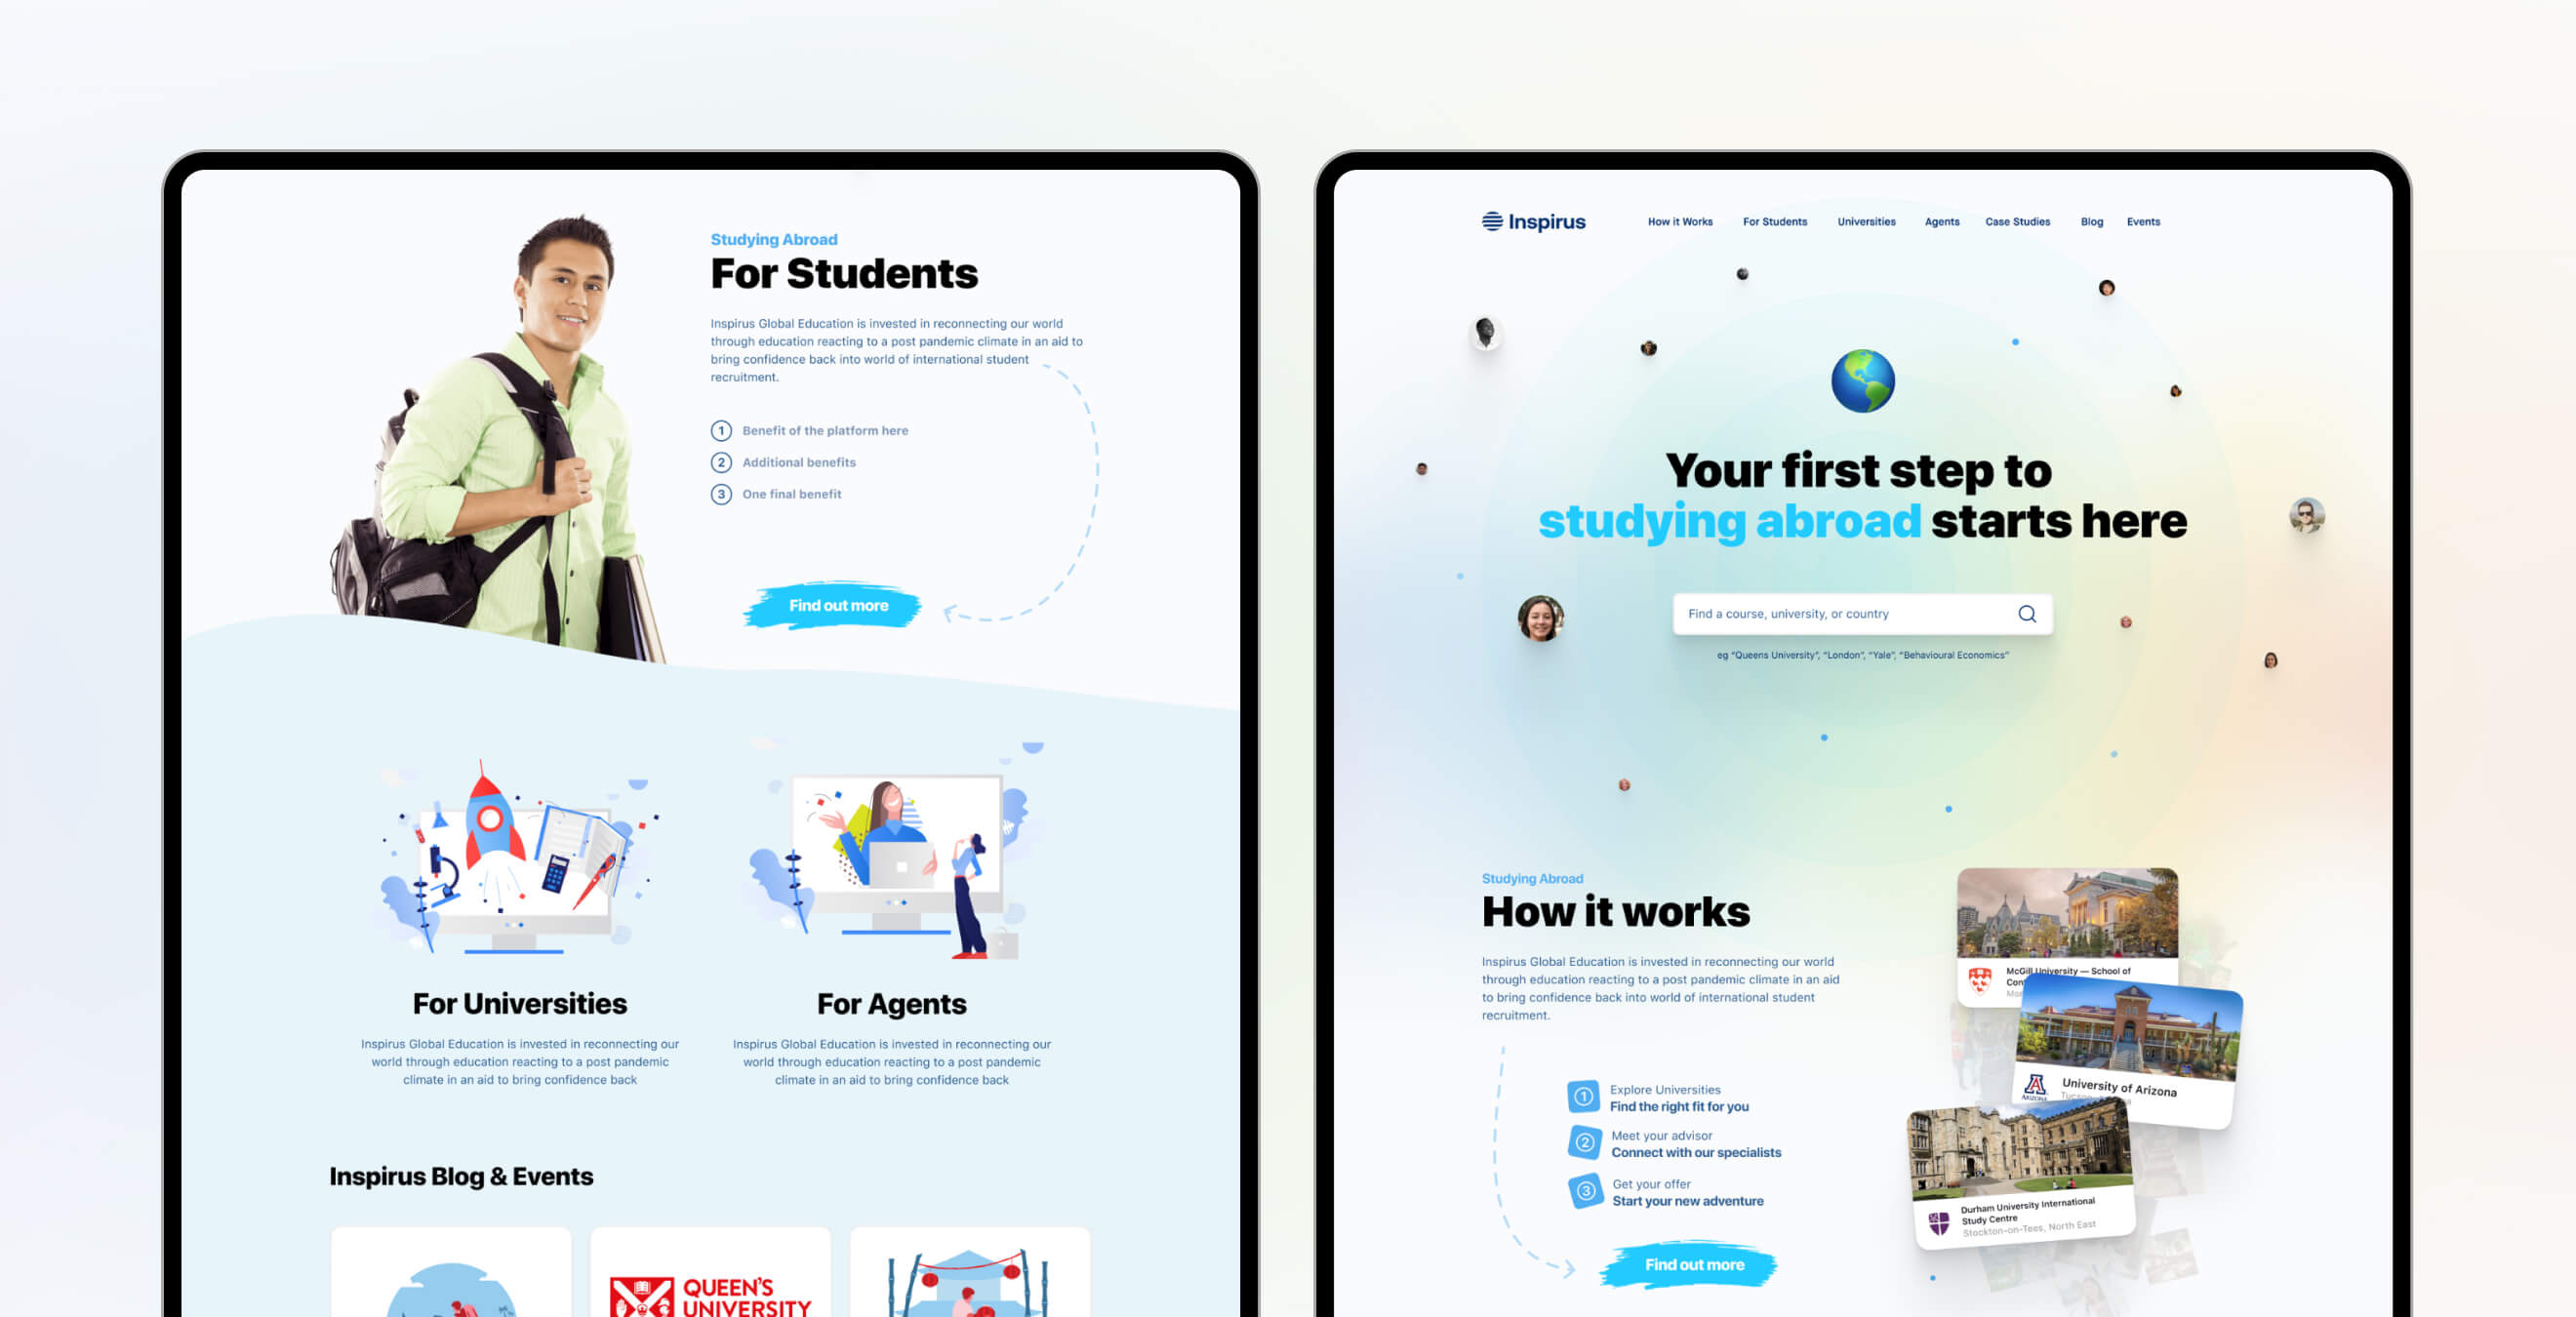 Studying Abroad
For Students
Inspirus Global Education is invested in reconnecting our world
through education reacting to a post pandemic climate in an aid to
bring confidence back into world of international student
recruitment.
1 Benefit of the platform here
2 Additional benefits
3 One final benefit
Find out more
For Universities
Inspirus Global Education is invested in reconnecting our
world through education reacting to a post pandemic
climate in an aid to bring confidence back
For Agents
Inspirus Global Education is invested in reconnecting our
world through education reacting to a post pandemic
climate in an aid to bring confidence back
Inspirus Blog & Events
QUEEN'S
UNIVERSITY
Inspirus
How it Works
For Students
Universities
Agents
Case Studies
Blog
Events
Your first step to
studying abroad starts here
Find a course, university, or country
eg “Queens University”, “London”, “Yale”, “Behavioural Economics”
Studying Abroad
How it works
Inspirus Global Education is invested in reconnecting our world
through education reacting to a post pandemic climate in an aid
to bring confidence back into world of international student
recruitment.
1 Explore Universities
Find the right fit for you
2 Meet your advisor
Connect with our specialists
3 Get your offer
Start your new adventure
Find out more
McGill University — School of
A
ARIZONA
University of Arizona
Durham University International
Study Centre
Stockton-on-Tees, North East